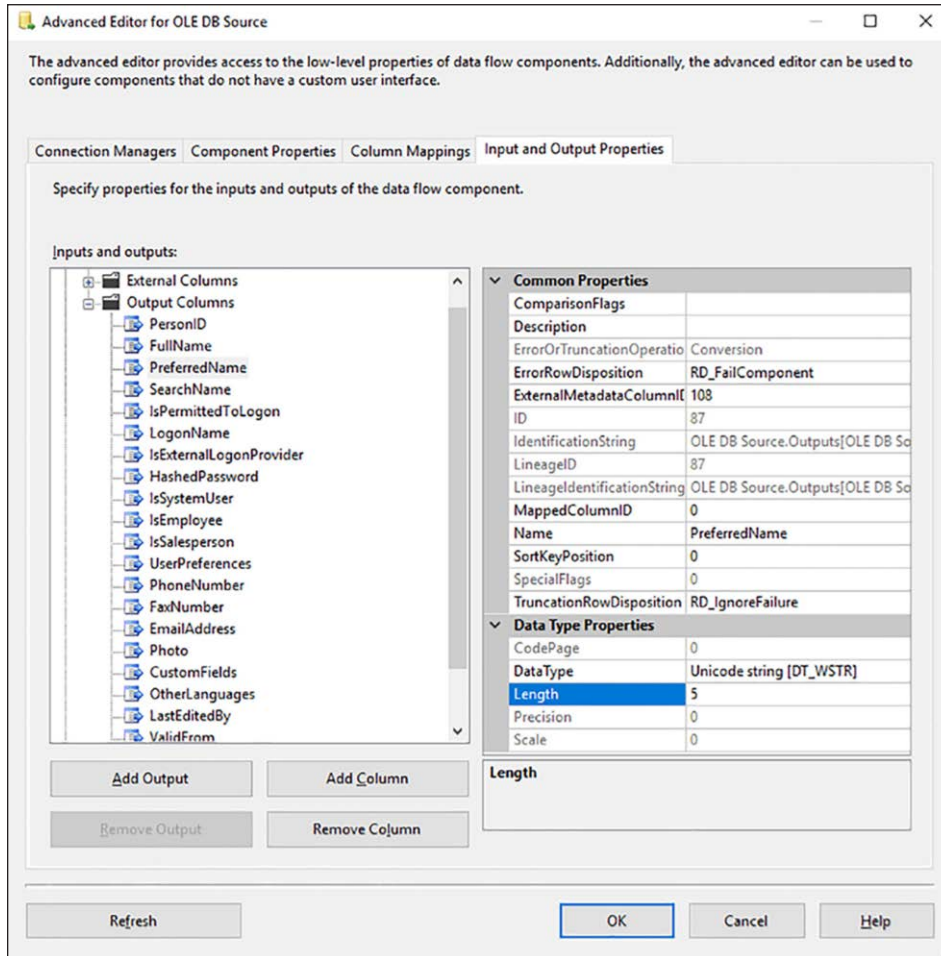 Advanced Editor for OLE DB Source
The advanced editor provides access to the low-level properties of data flow components. Additionally, the advanced editor can be used to
configure components that do not have a custom user interface.
Connection Managers Component Properties Column Mappings Input and Output Properties
Specify properties for the inputs and outputs of the data flow component.
Inputs and outputs:
External Columns
Output Columns
PersonID
FullName
PreferredName
SearchName
IsPermittedToLogon
LogonName
IsExternalLogonProvider
HashedPassword
IsSystemUser
IsEmployee
IsSalesperson
UserPreferences
PhoneNumber
FaxNumber
EmailAddress
Photo
CustomFields
OtherLanguages
LastEditedBy
ValidFrom
Common Properties
ComparisonFlags
Description
ErrorOrTruncationOperatio Conversion
ErrorRowDisposition RD_FailComponent
ExternalMetadataColumnID 108
ID 87
IdentificationString OLE DB Source.Outputs[OLE DB So
LineageID 87
LineageIdentificationString OLE DB Source.Outputs[OLE DB So
MappedColumnID 0
Name PreferredName
SortKeyPosition 0
SpecialFlags 0
TruncationRowDisposition RD_IgnoreFailure
Data Type Properties
CodePage 0
DataType Unicode string [DT_WSTR]
Length 5
Precision 0
Scale 0
Length
Add Output Add Column
Remove Output Remove Column
Refresh OK Cancel Help